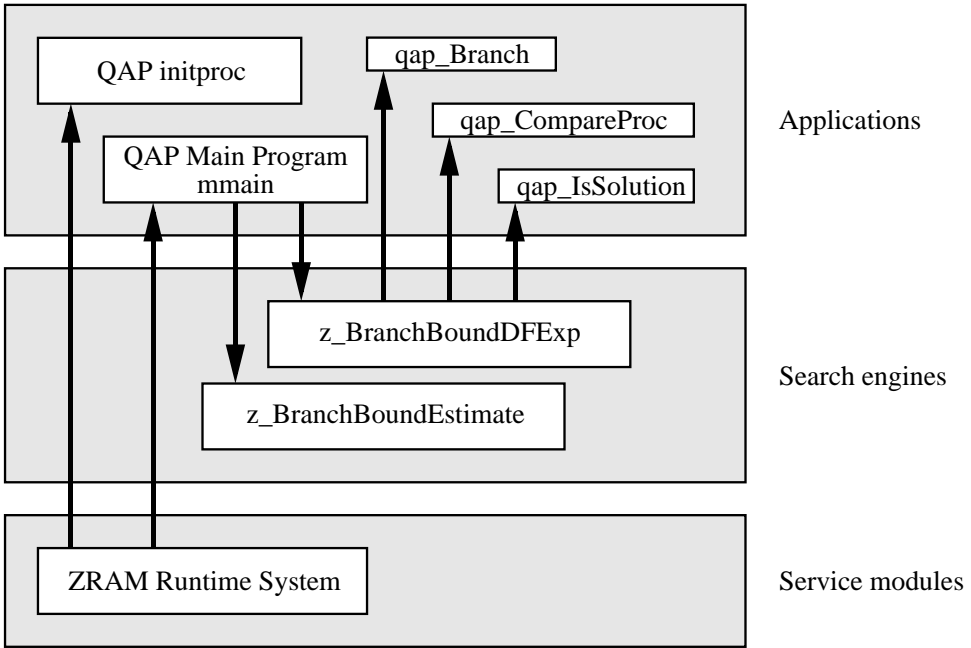 QAP initproc
qap_Branch
qap_CompareProc
Applications
QAP Main Program
mmain
qap_IsSolution
z_BranchBoundDFExp
Search engines
z_BranchBoundEstimate
ZRAM Runtime System
Service modules